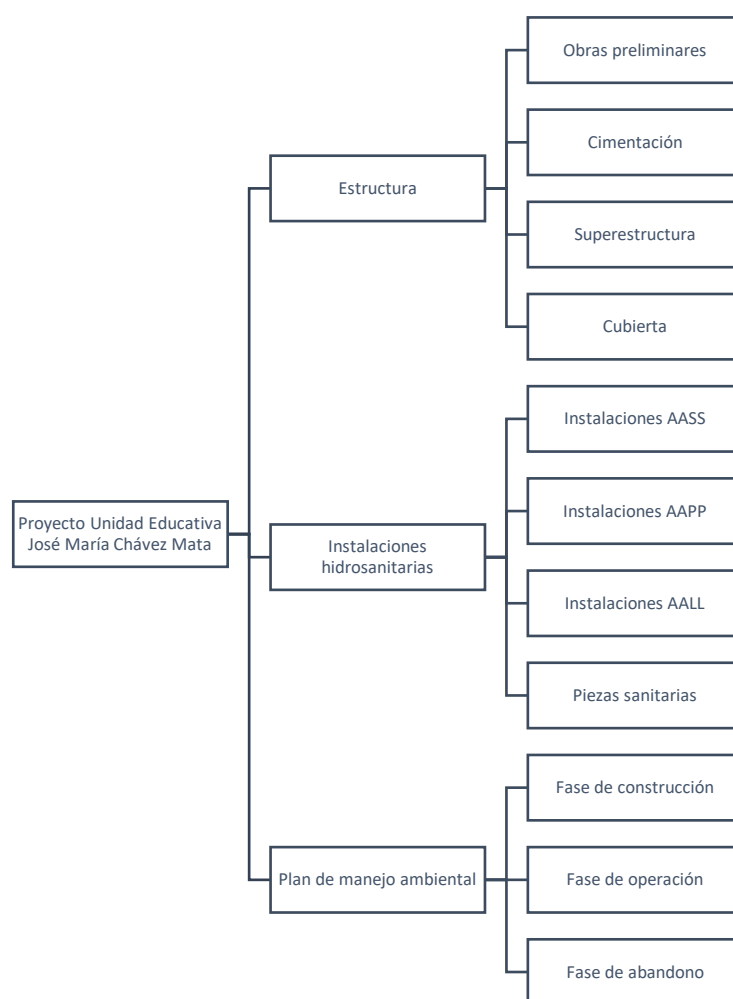 Proyecto Unidad Educativa
José María Chávez Mata
Estructura
Obras preliminares
Cimentación
Superestructura
Cubierta
Instalaciones
hidrosanitarias
Instalaciones AASS
Instalaciones AAPP
Instalaciones AALL
Piezas sanitarias
Plan de manejo ambiental
Fase de construcción
Fase de operación
Fase de abandono